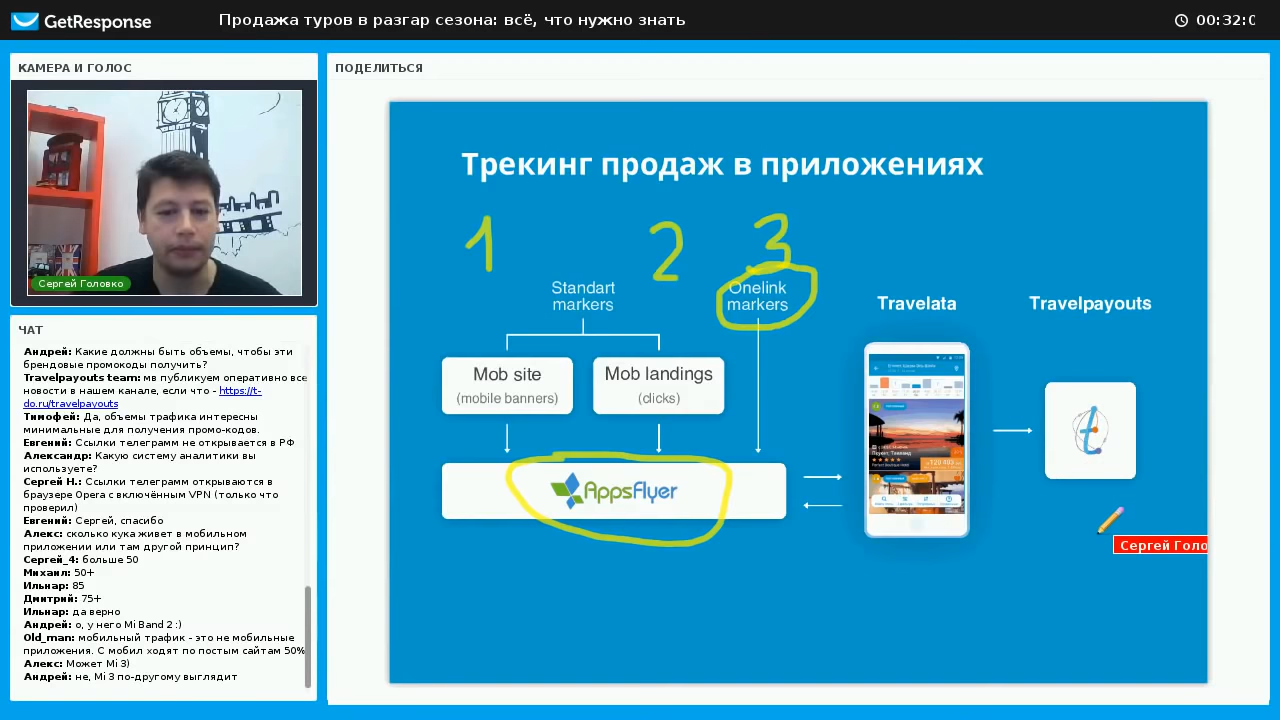 GetResponse
Продажа туров в разгар сезона: всё, что нужно знать
00:32:0
КАМЕРА И ГОЛОС
Сергей Головко
ЧАТ
Андрей: Какие должны быть объемы, чтобы эти
брендовые промокоды получить?
Travelpayouts team: мв публикуем оперативно все
новости в нашем канале, если что - https://t-
do.ru/travelpayouts
Тимофей: Да, объемы трафика интересны
минимальные для получения промо-кодов.
Евгений: Ссылки телеграмм не открывается в РФ
Александр: Какую систему аналитики вы
используете?
Сергей Н.: Ссылки телеграмм открываются в
браузере Opera с включённым VPN (только что
проверил)
Евгений: Сергей, спасибо
Алекс: сколько кука живет в мобильном
приложении или там другой принцип?
Сергей_4: больше 50
Михаил: 50+
Ильнар: 85
Дмитрий: 75+
Ильнар: да верно
Андрей: о, у него Mi Band 2 :)
Old_man: мобильный трафик - это не мобильные
приложения. С мобил ходят по постым сайтам 50%
Алекс: Может Mi 3)
Андрей: не, Mi 3 по-другому выглядит
ПОДЕЛИТЬСЯ
Трекинг продаж в приложениях
1 2 3
Standart
markers
Onelink
markers
Travelata
Travelpayouts
Mob site
(mobile banners)
Mob landings
(clicks)
AppsFlyer
Сергей Голо